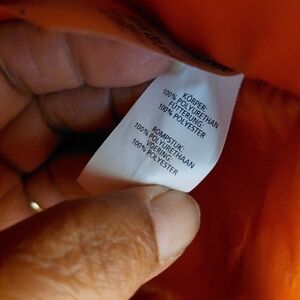 KÖRPER:
100% POLYURETHAN
FUTTERUNG:
100% POLYESTER
ROMPSTUK:
100% POLYURETHAAN
VOERING:
100% POLYESTER